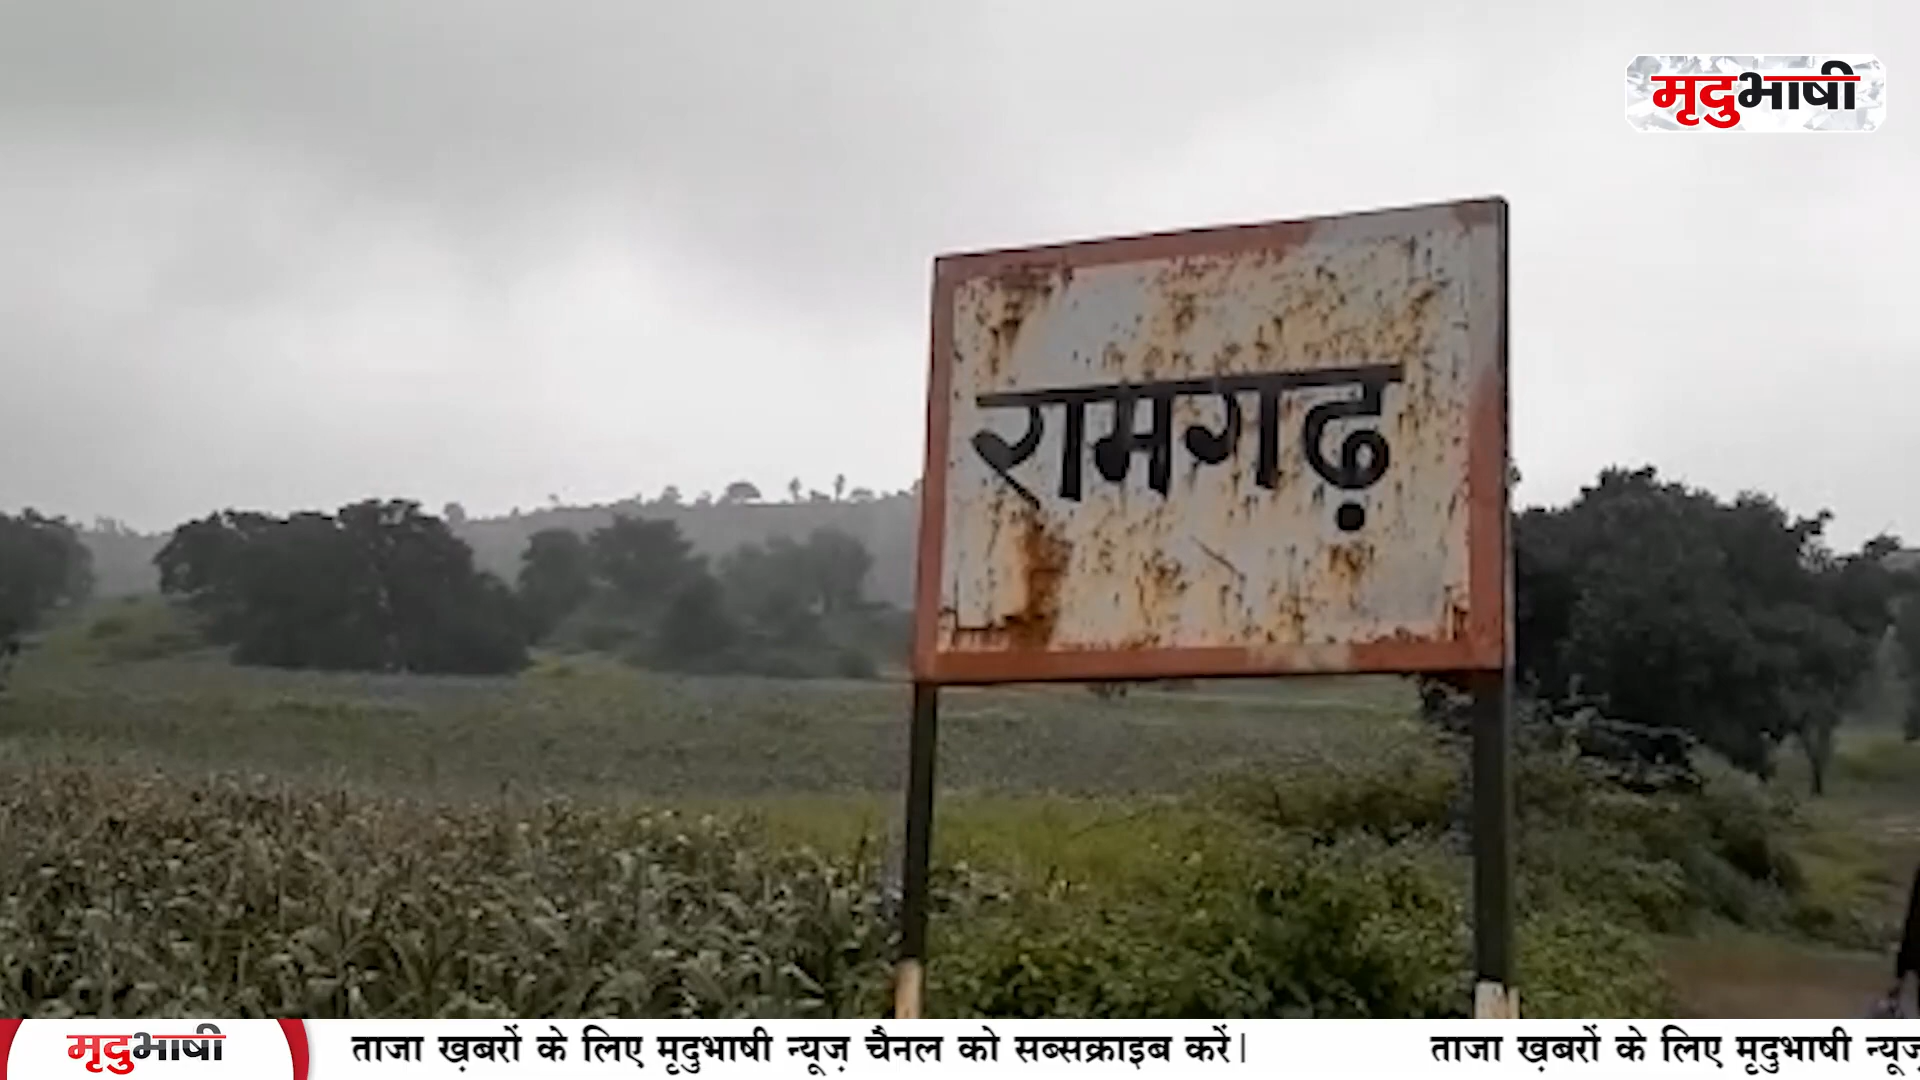 मृदुभाषी
रामगढ़
मृदुभाषी
ताजा ख़बरों के लिए मृदुभाषी न्यूज़ चैनल को सब्सक्राइब करें|
ताजा ख़बरों के लिए मृदुभाषी